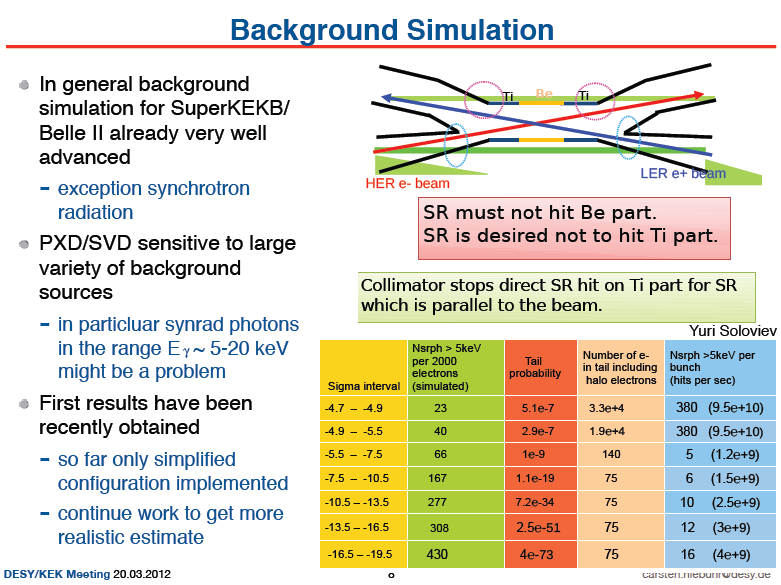 Background Simulation
In general background
simulation for SuperKEKB/
Belle II already very well
advanced
– exception synchrotron
radiation
PXD/SVD sensitive to large
variety of background
sources
– in particluar synrad photons
in the range E γ ~ 5-20 keV
might be a problem
First results have been
recently obtained
– so far only simplified
configuration implemented
– continue work to get more
realistic estimate
Ti Be Ti
HER e- beam
LER e+ beam
SR must not hit Be part.
SR is desired not to hit Ti part.
Collimator stops direct SR hit on Ti part for SR
which is parallel to the beam.
Yuri Soloviev
Sigma interval
Nsrph > 5keV
per 2000
electrons
(simulated)
Tail
probability
Number of e-
in tail including
halo electrons
Nsrph >5keV per
bunch
(hits per sec)
-4.7 – -4.9 23 5.1e-7 3.3e+4 380 (9.5e+10)
-4.9 – -5.5 40 2.9e-7 1.9e+4 380 (9.5e+10)
-5.5 – -7.5 66 1e-9 140 5 (1.2e+9)
-7.5 – -10.5 167 1.1e-19 75 6 (1.5e+9)
-10.5 – -13.5 277 7.2e-34 75 10 (2.5e+9)
-13.5 – -16.5 308 2.5e-51 75 12 (3e+9)
-16.5 – -19.5 430 4e-73 75 16 (4e+9)
DESY/KEK Meeting 20.03.2012
8
carsten.niebuhr@desy.de